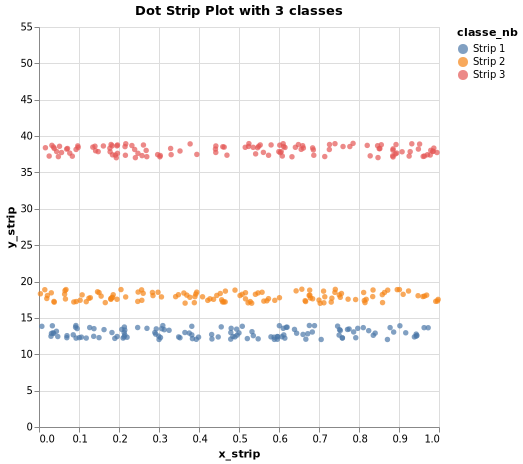 Dot Strip Plot with 3 classes
classe_nb
Strip 1
Strip 2
Strip 3
y_strip
55
50
45
40
35
30
25
20
15
10
5
0
0.0 0.1 0.2 0.3 0.4 0.5 0.6 0.7 0.8 0.9 1.0
x_strip